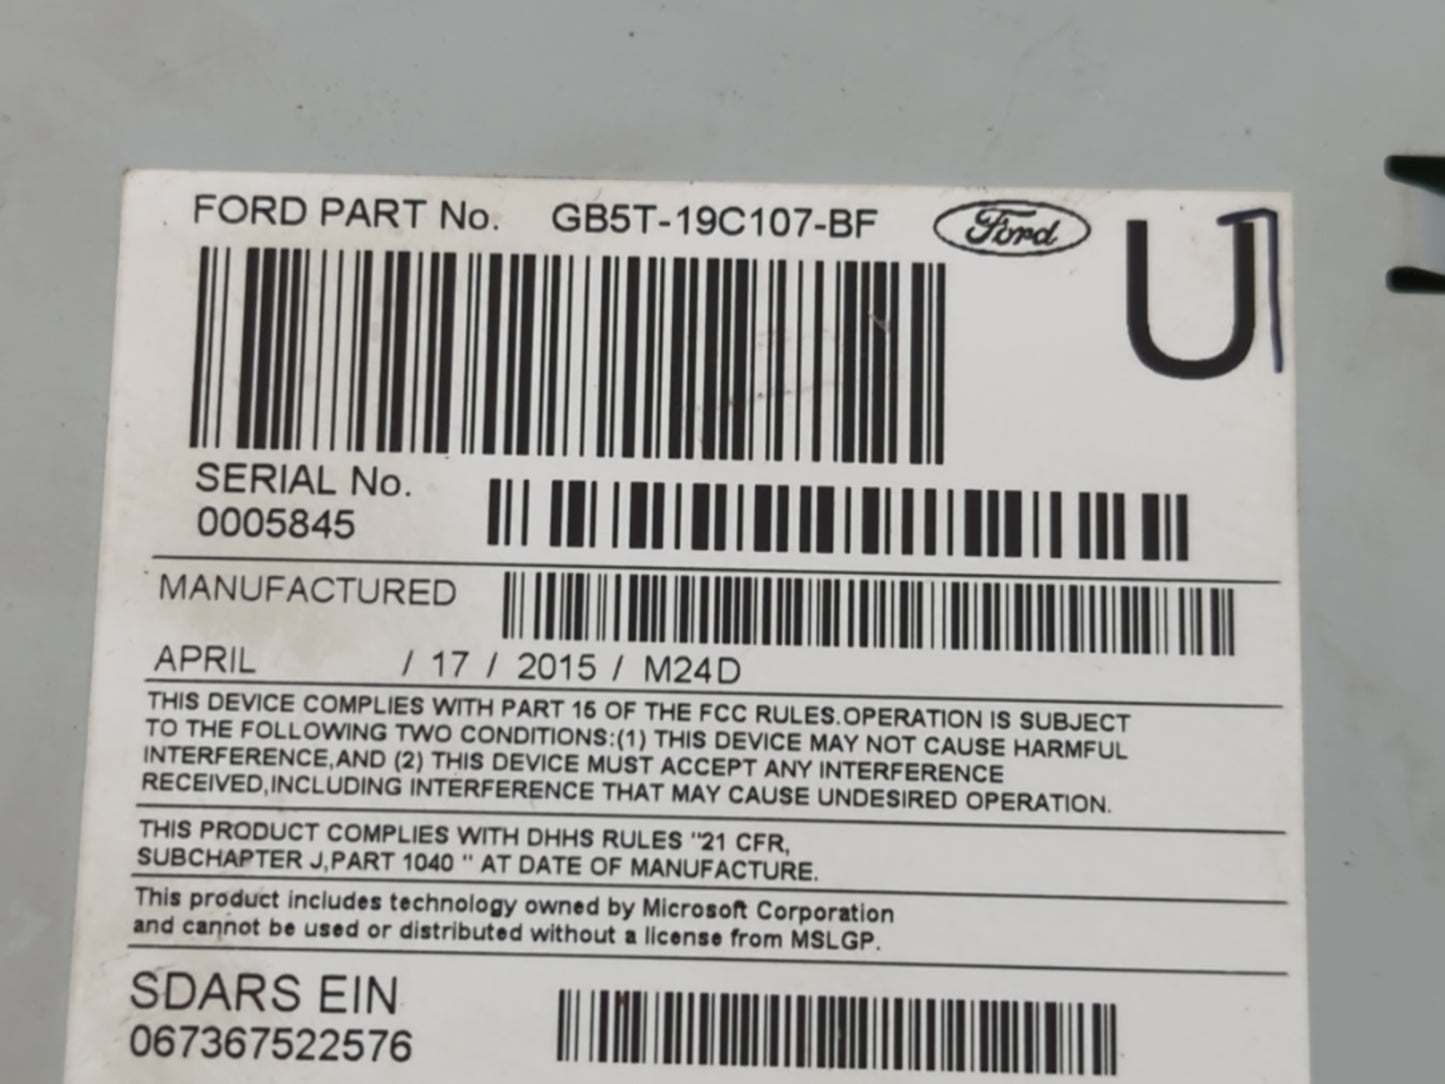 FORD PART No. GB5T-19C107-BF Ford U
SERIAL No.
0005845
MANUFACTURED
APRIL / 17 / 2015 / M24D
THIS DEVICE COMPLIES WITH PART 15 OF THE FCC RULES.OPERATION IS SUBJECT
TO THE FOLLOWING TWO CONDITIONS:(1) THIS DEVICE MAY NOT CAUSE HARMFUL
INTERFERENCE,AND (2) THIS DEVICE MUST ACCEPT ANY INTERFERENCE
RECEIVED,INCLUDING INTERFERENCE THAT MAY CAUSE UNDESIRED OPERATION.
THIS PRODUCT COMPLIES WITH DHHS RULES "21 CFR,
SUBCHAPTER J,PART 1040 " AT DATE OF MANUFACTURE.
This product includes technology owned by Microsoft Corporation
and cannot be used or distributed without a license from MSLGP.
SDARS EIN
067367522576